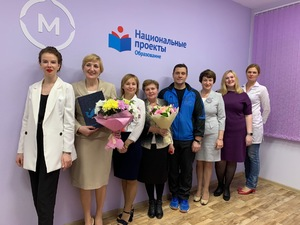 М
Национальные
проекты
Образование